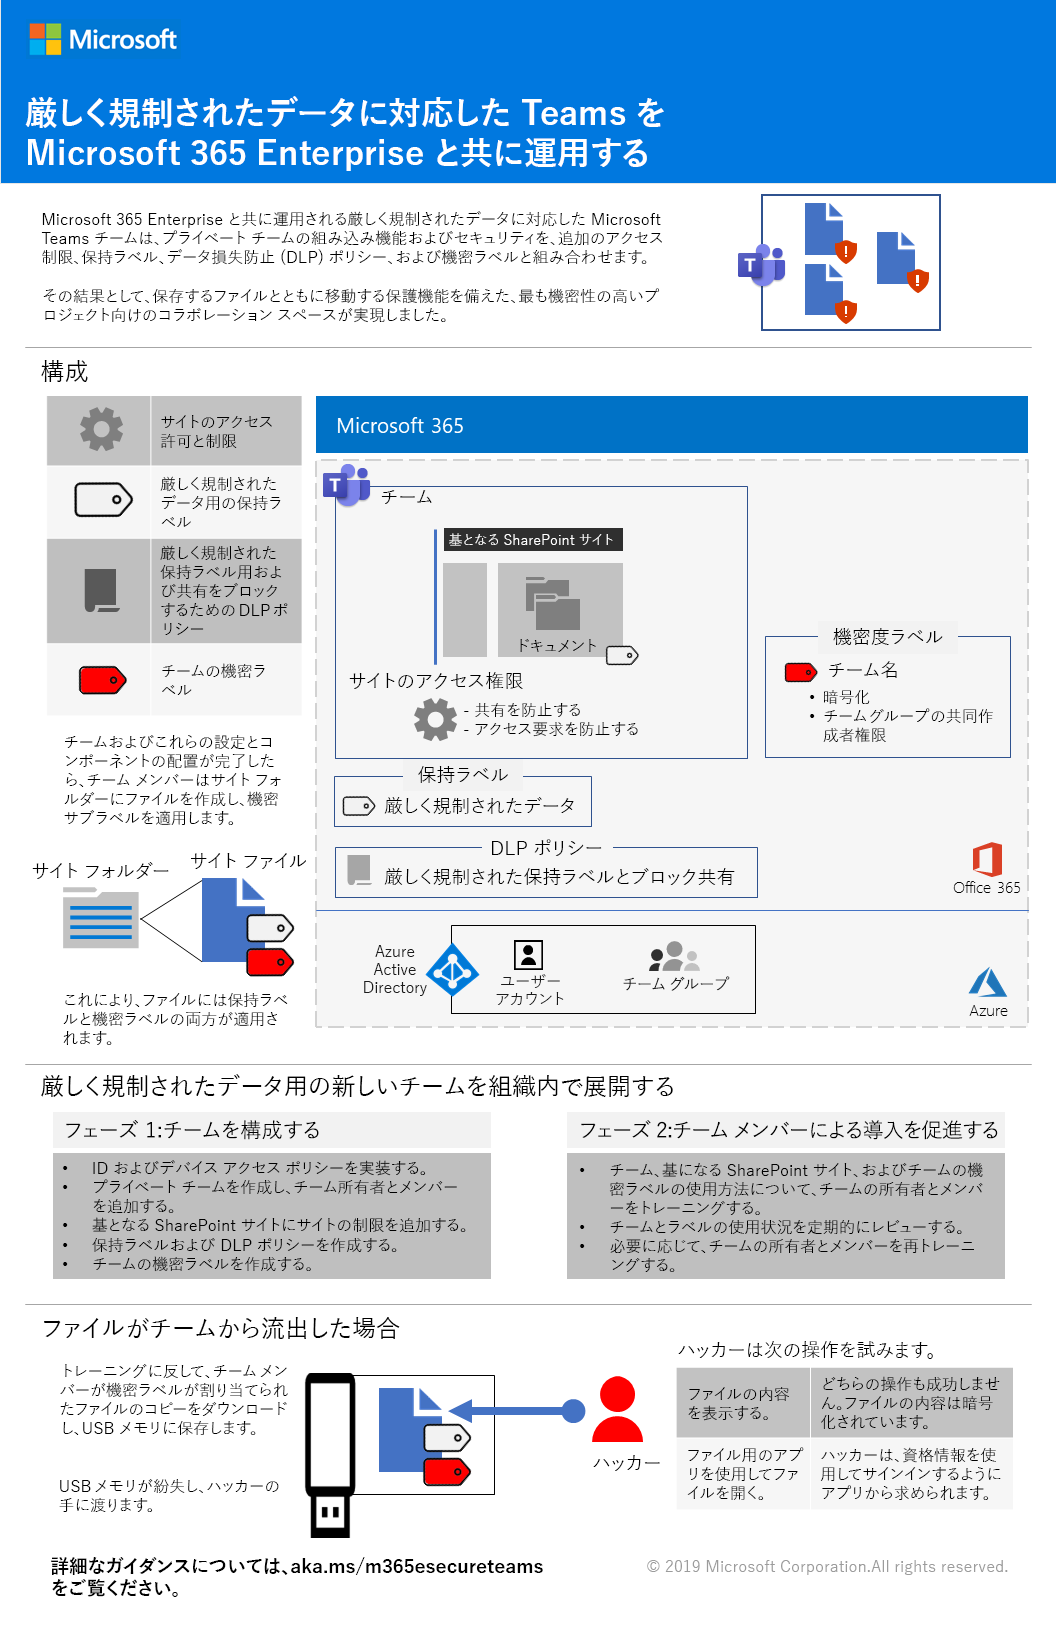 Microsoft
厳しく規制されたデータに対応した Teams を
Microsoft 365 Enterprise と共に運用する
Microsoft 365 Enterprise と共に運用される厳しく規制されたデータに対応した Microsoft
Teams チームは、プライベート チームの組み込み機能およびセキュリティを、追加のアクセス
制限、保持ラベル、データ損失防止 (DLP) ポリシー、および機密ラベルと組み合わせます。
その結果として、保存するファイルとともに移動する保護機能を備えた、最も機密性の高いプ
ロジェクト向けのコラボレーション スペースが実現しました。
構成
サイトのアクセス
許可と制限
厳しく規制された
データ用の保持ラ
ベル
厳しく規制された
保持ラベル用およ
び共有をブロック
するための DLP ポ
リシー
チームの機密ラ
ベル
チームおよびこれらの設定とコ
ンポーネントの配置が完了した
ら、チーム メンバーはサイト フォ
ルダーにファイルを作成し、機密
サブラベルを適用します。
サイト フォルダー
サイト ファイル
これにより、ファイルには保持ラベ
ルと機密ラベルの両方が適用さ
れます。
Microsoft 365
チーム
基となる SharePoint サイト
ドキュメント
サイトのアクセス権限
- 共有を防止する
- アクセス要求を防止する
機密度ラベル
チーム名
• 暗号化
• チームグループの共同作
成者権限
保持ラベル
厳しく規制されたデータ
DLP ポリシー
厳しく規制された保持ラベルとブロック共有
Office 365
Azure
Active
Directory
ユーザー
アカウント
チーム グループ
Azure
厳しく規制されたデータ用の新しいチームを組織内で展開する
フェーズ 1:チームを構成する
• ID およびデバイス アクセス ポリシーを実装する。
• プライベート チームを作成し、チーム所有者とメンバー
を追加する。
• 基となる SharePoint サイトにサイトの制限を追加する。
• 保持ラベルおよび DLP ポリシーを作成する。
• チームの機密ラベルを作成する。
フェーズ 2:チーム メンバーによる導入を促進する
• チーム、基になる SharePoint サイト、およびチームの機
密ラベルの使用方法について、チームの所有者とメンバ
ーをトレーニングする。
• チームとラベルの使用状況を定期的にレビューする。
• 必要に応じて、チームの所有者とメンバーを再トレーニ
ングする。
ファイルがチームから流出した場合
トレーニングに反して、チーム メン
バーが機密ラベルが割り当てられ
たファイルのコピーをダウンロード
し、USB メモリに保存します。
USB メモリが紛失し、ハッカーの
手に渡ります。
ハッカー
ハッカーは次の操作を試みます。
ファイルの内容
を表示する。
どちらの操作も成功しませ
ん。ファイルの内容は暗号
化されています。
ファイル用のアプ
リを使用してファ
イルを開く。
ハッカーは、資格情報を使
用してサインインするように
アプリから求められます。
詳細なガイダンスについては、aka.ms/m365esecureteams
をご覧ください。
© 2019 Microsoft Corporation.All rights reserved.